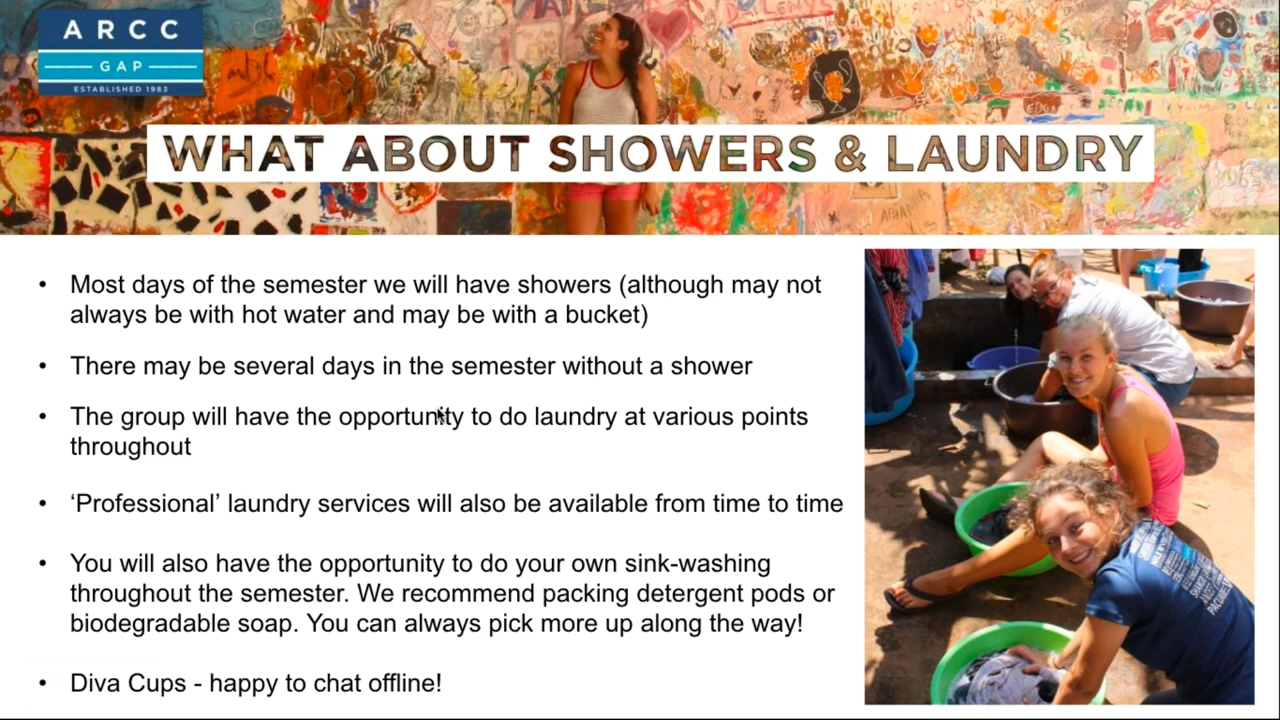 ARCC
GAP
ESTABLISHED 1983
WHAT ABOUT SHOWERS & LAUNDRY
• Most days of the semester we will have showers (although may not
always be with hot water and may be with a bucket)
• There may be several days in the semester without a shower
• The group will have the opportunity to do laundry at various points
throughout
• ‘Professional’ laundry services will also be available from time to time
• You will also have the opportunity to do your own sink-washing
throughout the semester. We recommend packing detergent pods or
biodegradable soap. You can always pick more up along the way!
• Diva Cups - happy to chat offline!